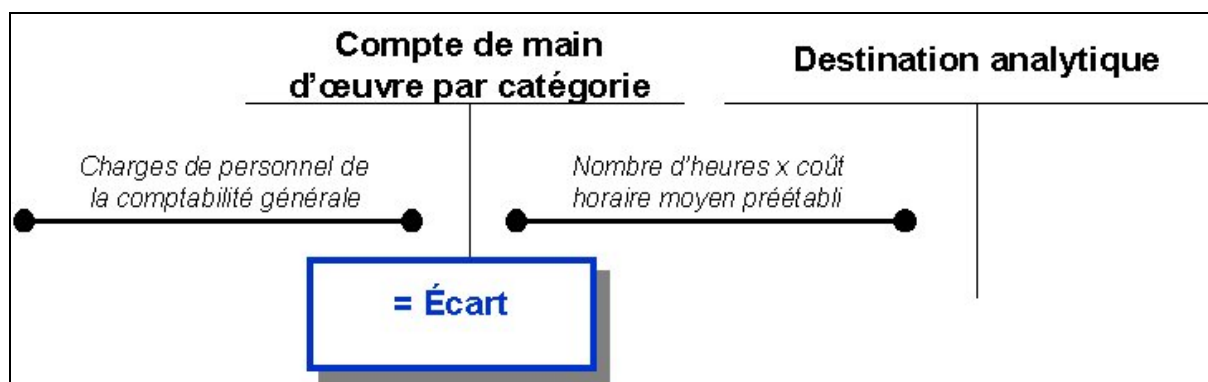 Compte de main
d'œuvre par catégorie
Destination analytique
Charges de personnel de
la comptabilité générale
Nombre d'heures x coût
horaire moyen préétabli
= Écart